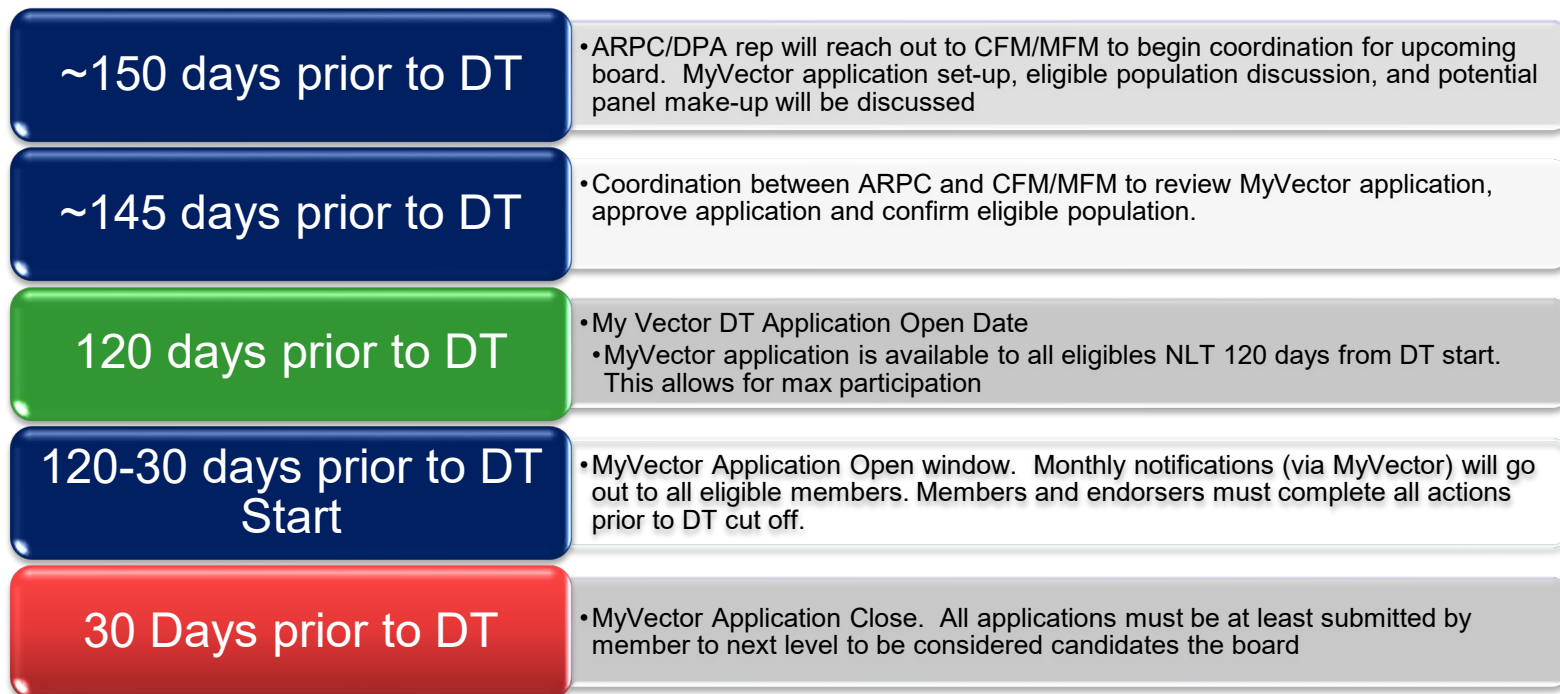 ~150 days prior to DT
•ARPC/DPA rep will reach out to CFM/MFM to begin coordination for upcoming
board.  MyVector application set-up, eligible population discussion, and potential
panel make-up will be discussed
~145 days prior to DT
•Coordination between ARPC and CFM/MFM to review MyVector application,
approve application and confirm eligible population.
120 days prior to DT
•My Vector DT Application Open Date
•MyVector application is available to all eligibles NLT 120 days from DT start.
This allows for max participation
120-30 days prior to DT
Start
•MyVector Application Open window.  Monthly notifications (via MyVector) will go
out to all eligible members. Members and endorsers must complete all actions
prior to DT cut off.
30 Days prior to DT
•MyVector Application Close.  All applications must be at least submitted by
member to next level to be considered candidates the board